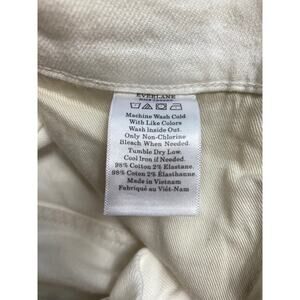 EVERLANE
Machine Wash Cold
With Like Colors
Wash Inside Out.
Only Non-Chlorine
Bleach When Needed.
Tumble Dry Low.
Cool Iron if Needed.
98% Cotton 2% Elastane.
98% Coton 2% Élasthanne.
Made in Vietnam
Fabriqué au Viêt-Nam